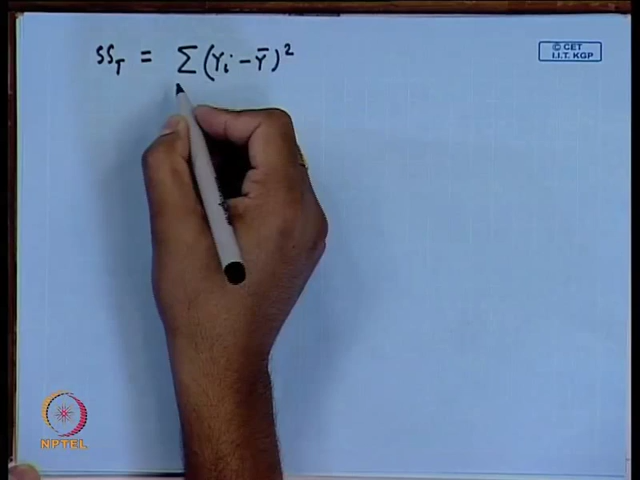 SS_T = Σ(Y_i - Ȳ)²
© CET
I.I.T. KGP
NPTEL